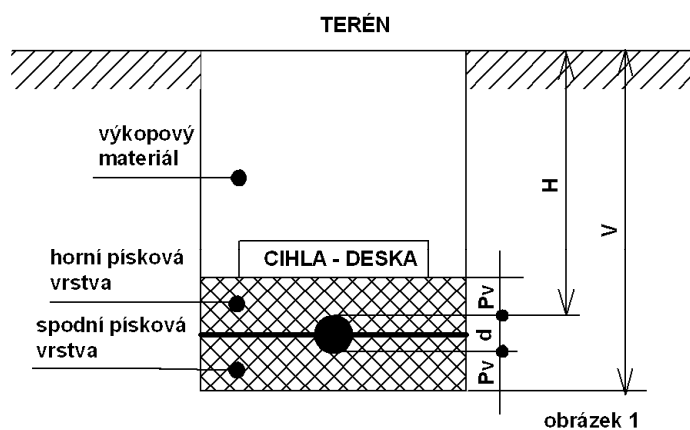 TERÉN
výkopový
materiál
H
V
CIHLA - DESKA
horní písková
vrstva
Pv
spodní písková
vrstva
d
Pv
obrázek 1